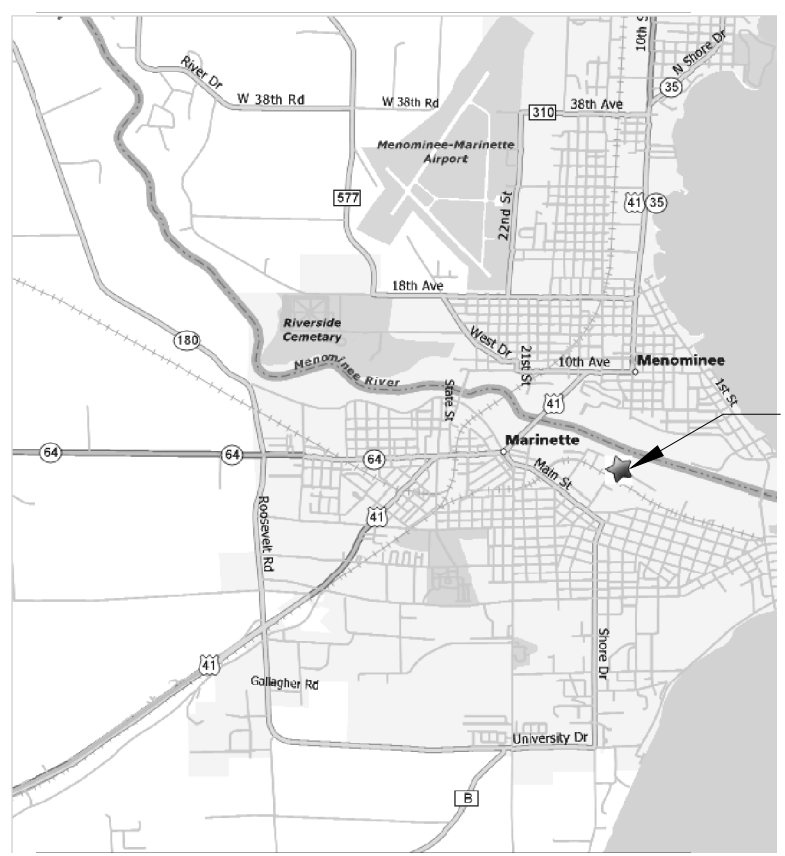 10th S
N Shore Dr
River Dr
35
W 38th Rd
W 38th Rd
310
38th Ave
Menominee-Marinette
Airport
577
22nd St
41
35
18th Ave
Riverside
Cemetary
180
West Dr
21st St
10th Ave
Menominee
Menominee River
State St
41
1st St
Marinette
64
64
64
Main St
Roosevelt Rd
41
41
Shore Dr
Gallagher Rd
University Dr
B